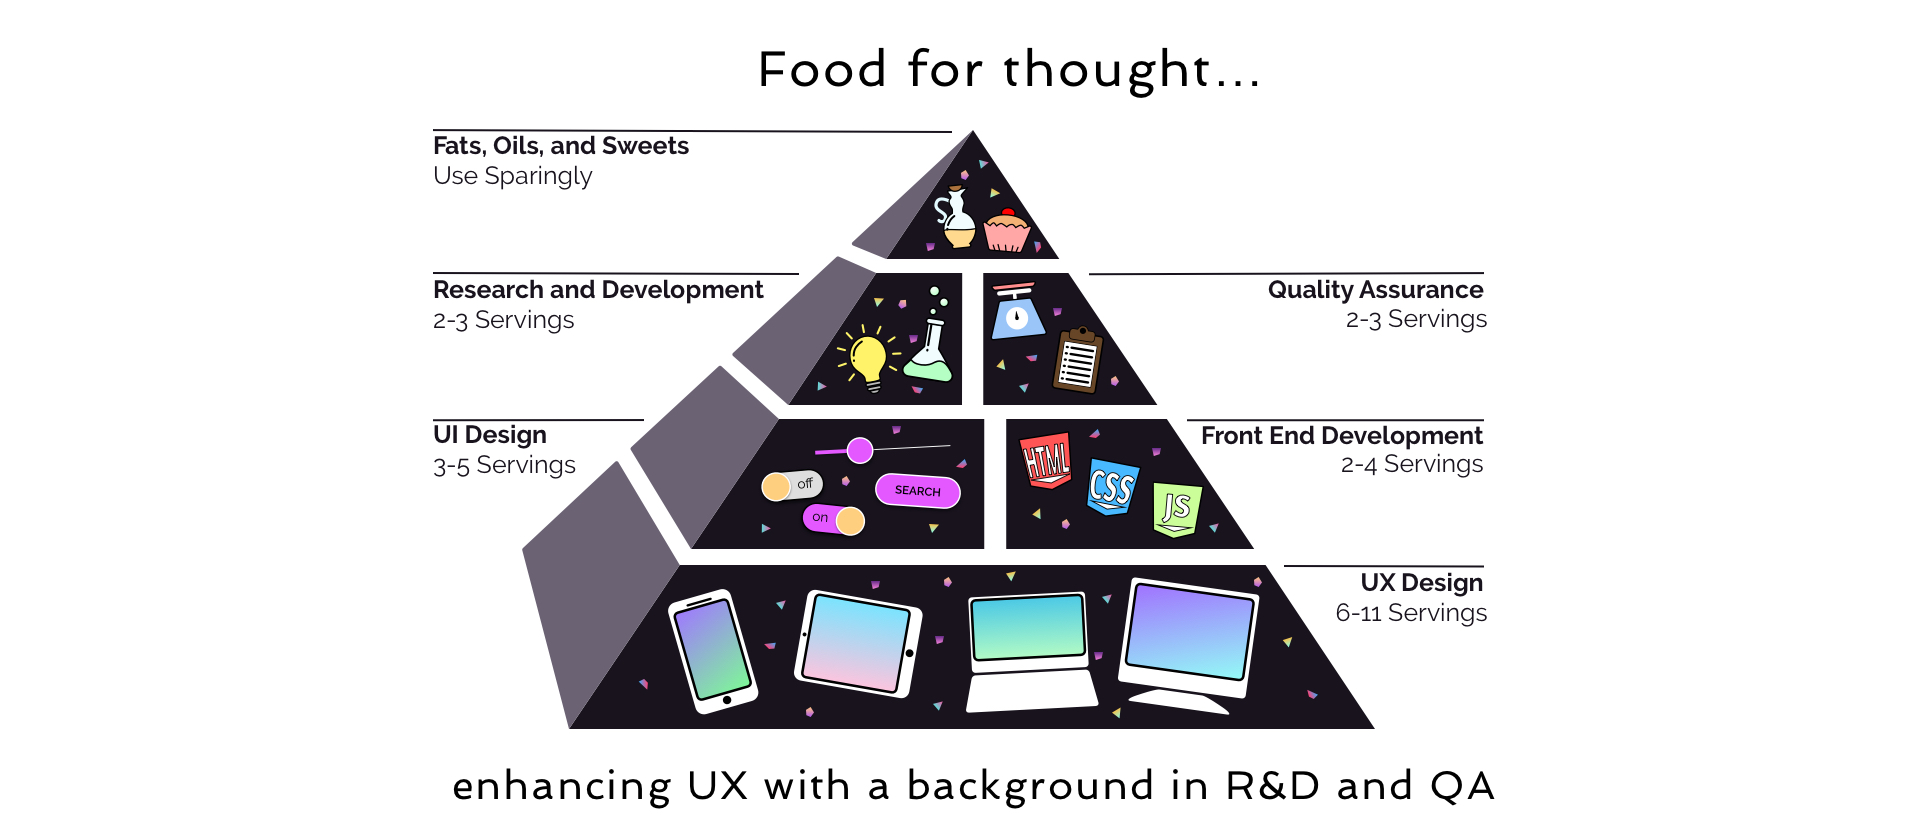 Food for thought...
Fats, Oils, and Sweets
Use Sparingly
Research and Development
2-3 Servings
Quality Assurance
2-3 Servings
UI Design
3-5 Servings
off
on
SEARCH
HTML
CSS
JS
Front End Development
2-4 Servings
UX Design
6-11 Servings
enhancing UX with a background in R&D and QA